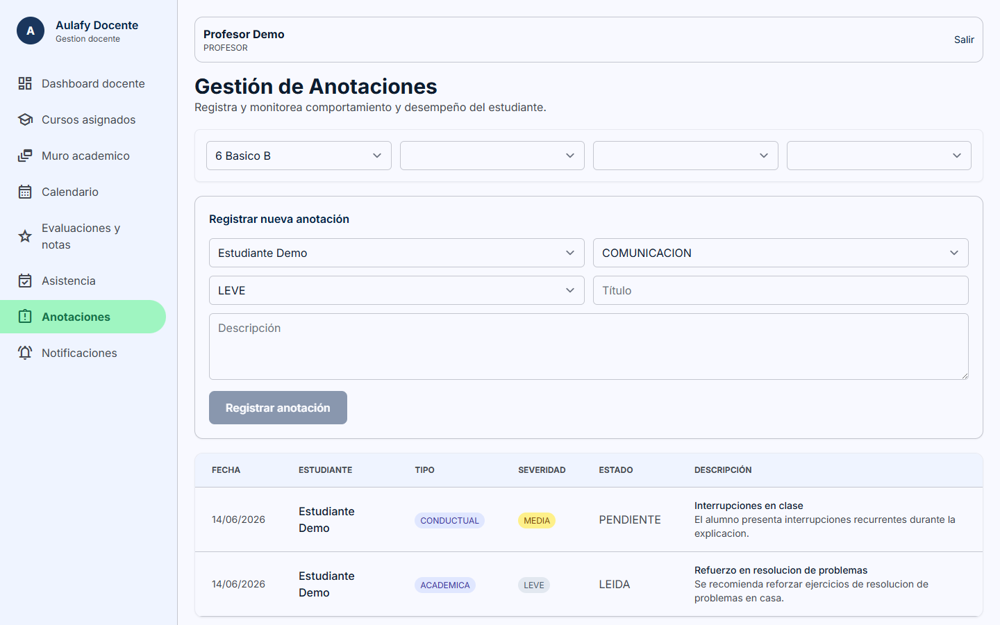 A
Aulafy Docente
Gestion docente
Dashboard docente
Cursos asignados
Muro academico
Calendario
Evaluaciones y
notas
Asistencia
Anotaciones
Notificaciones
Profesor Demo
PROFESOR
Salir
Gestión de Anotaciones
Registra y monitorea comportamiento y desempeño del estudiante.
6 Basico B
Registrar nueva anotación
Estudiante Demo
COMUNICACION
LEVE
Título
Descripción
Registrar anotación
FECHA ESTUDIANTE TIPO SEVERIDAD ESTADO DESCRIPCIÓN
14/06/2026
Estudiante
Demo
CONDUCTUAL
MEDIA
PENDIENTE
Interrupciones en clase
El alumno presenta interrupciones recurrentes durante la
explicacion.
14/06/2026
Estudiante
Demo
ACADEMICA
LEVE
LEIDA
Refuerzo en resolucion de problemas
Se recomienda reforzar ejercicios de resolucion de
problemas en casa.